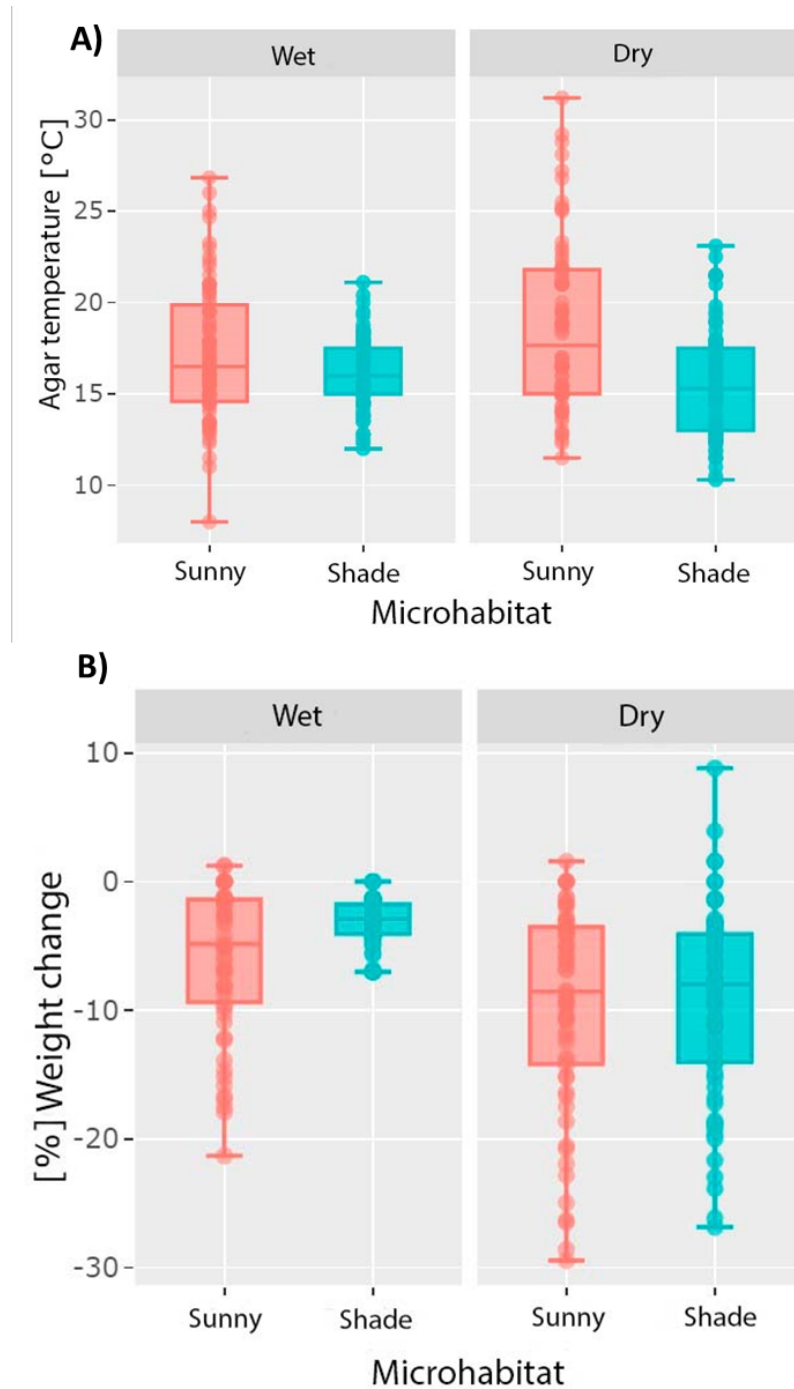 A)
Wet Dry
Agar temperature [°C]
30
25
20
15
10
Sunny Shade Sunny Shade
Microhabitat
B)
Wet Dry
[%] Weight change
10
0
-10
-20
-30
Sunny Shade Sunny Shade
Microhabitat